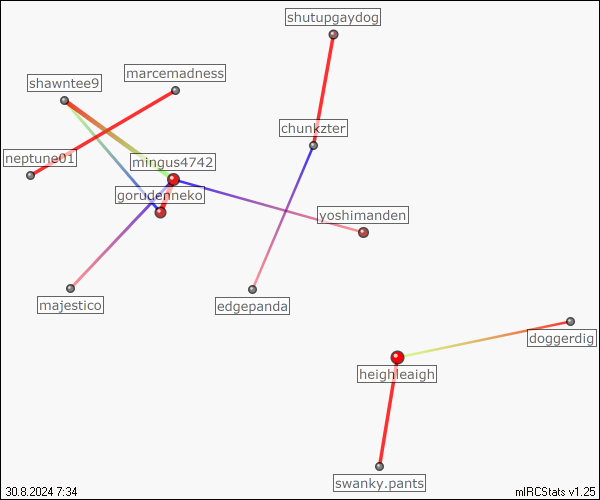 shutupgaydog
marcemadness
shawntee9
chunkzter
neptune01
mingus4742
gorudenneko
yoshimanden
majestico
edgepanda
doggerdig
heighleaigh
swanky.pants
30.8.2024 7:34
mIRCStats v1.25